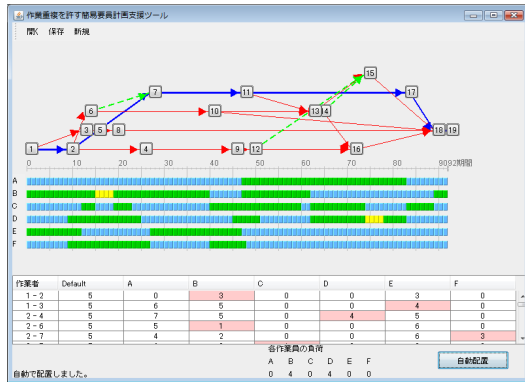 作業重複を許す簡易要員計画支援ツール
開く 保存 新規
15
7 11 17
6 10 13 14
3 5 8 18 19
1 2 4 9 12 16
0 10 20 30 40 50 60 70 80 90 92期間
A
B
C
D
E
F
作業者 Default A B C D E F
1 - 2 5 0 3 0 0 3 0
1 - 3 5 6 5 0 0 4 0
2 - 4 5 7 5 0 4 5 0
2 - 6 5 5 1 0 0 6 0
2 - 7 5 4 2 0 0 6 3
各作業員の負荷
A B C D E F
自動配置
自動で配置しました。 0 4 0 4 0 0